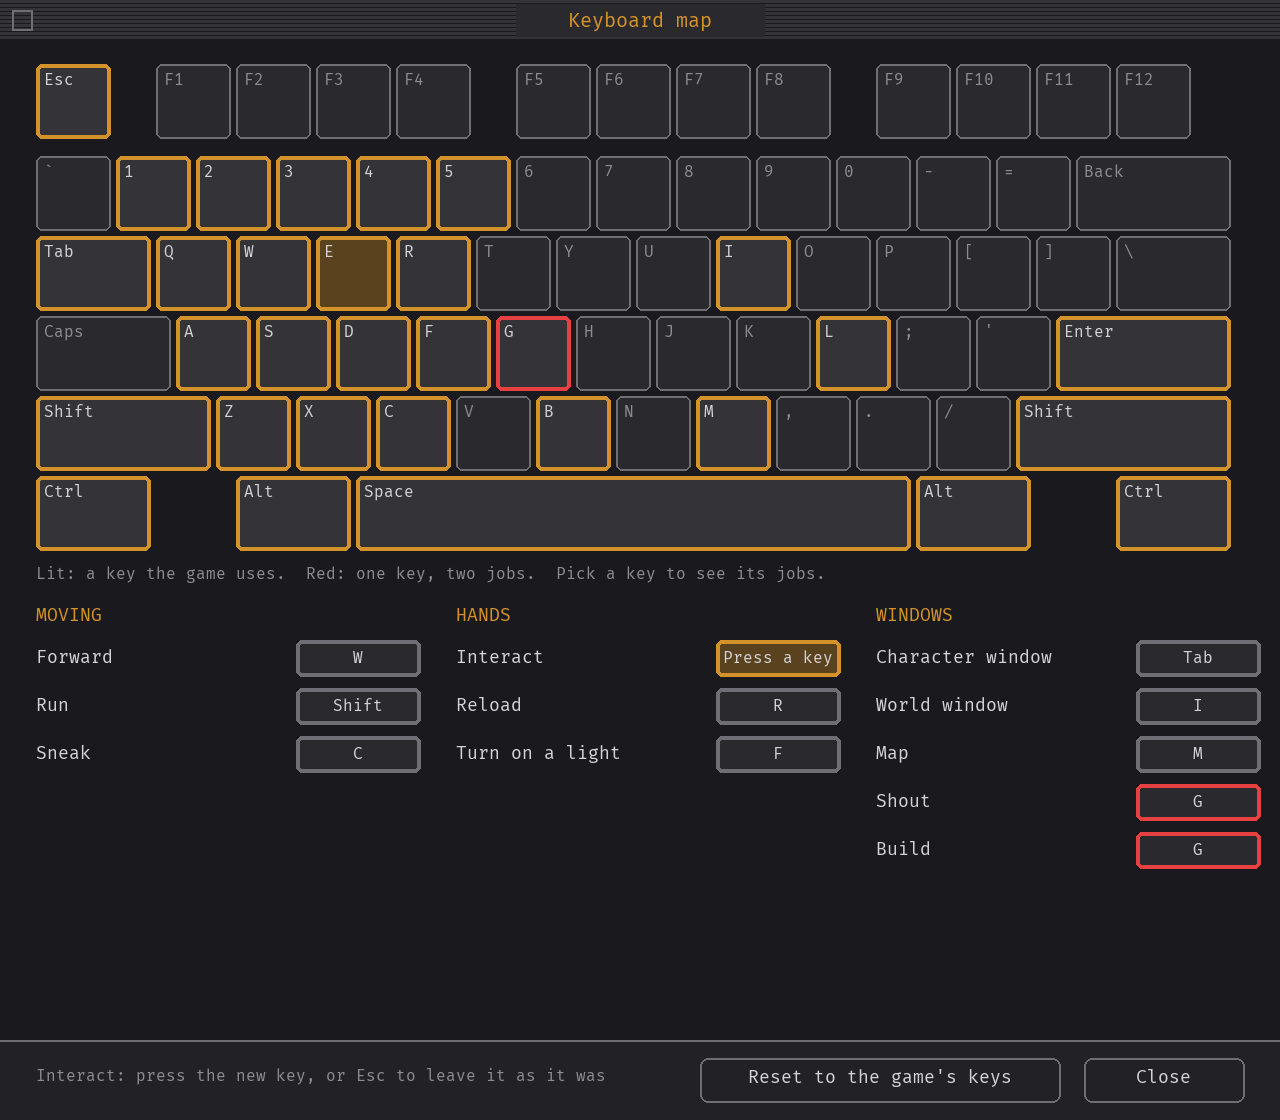 Keyboard map
Esc F1 F2 F3 F4 F5 F6 F7 F8 F9 F10 F11 F12
` 1 2 3 4 5 6 7 8 9 0 - = Back
Tab Q W E R T Y U I O P [ ] \
Caps A S D F G H J K L ; ' Enter
Shift Z X C V B N M , . / Shift
Ctrl Alt Space Alt Ctrl
Lit: a key the game uses. Red: one key, two jobs. Pick a key to see its jobs.
MOVING HANDS WINDOWS
Forward W Interact Press a key Character window Tab
Run Shift Reload R World window I
Sneak C Turn on a light F Map M
Shout G
Build G
Interact: press the new key, or Esc to leave it as it was Reset to the game's keys Close